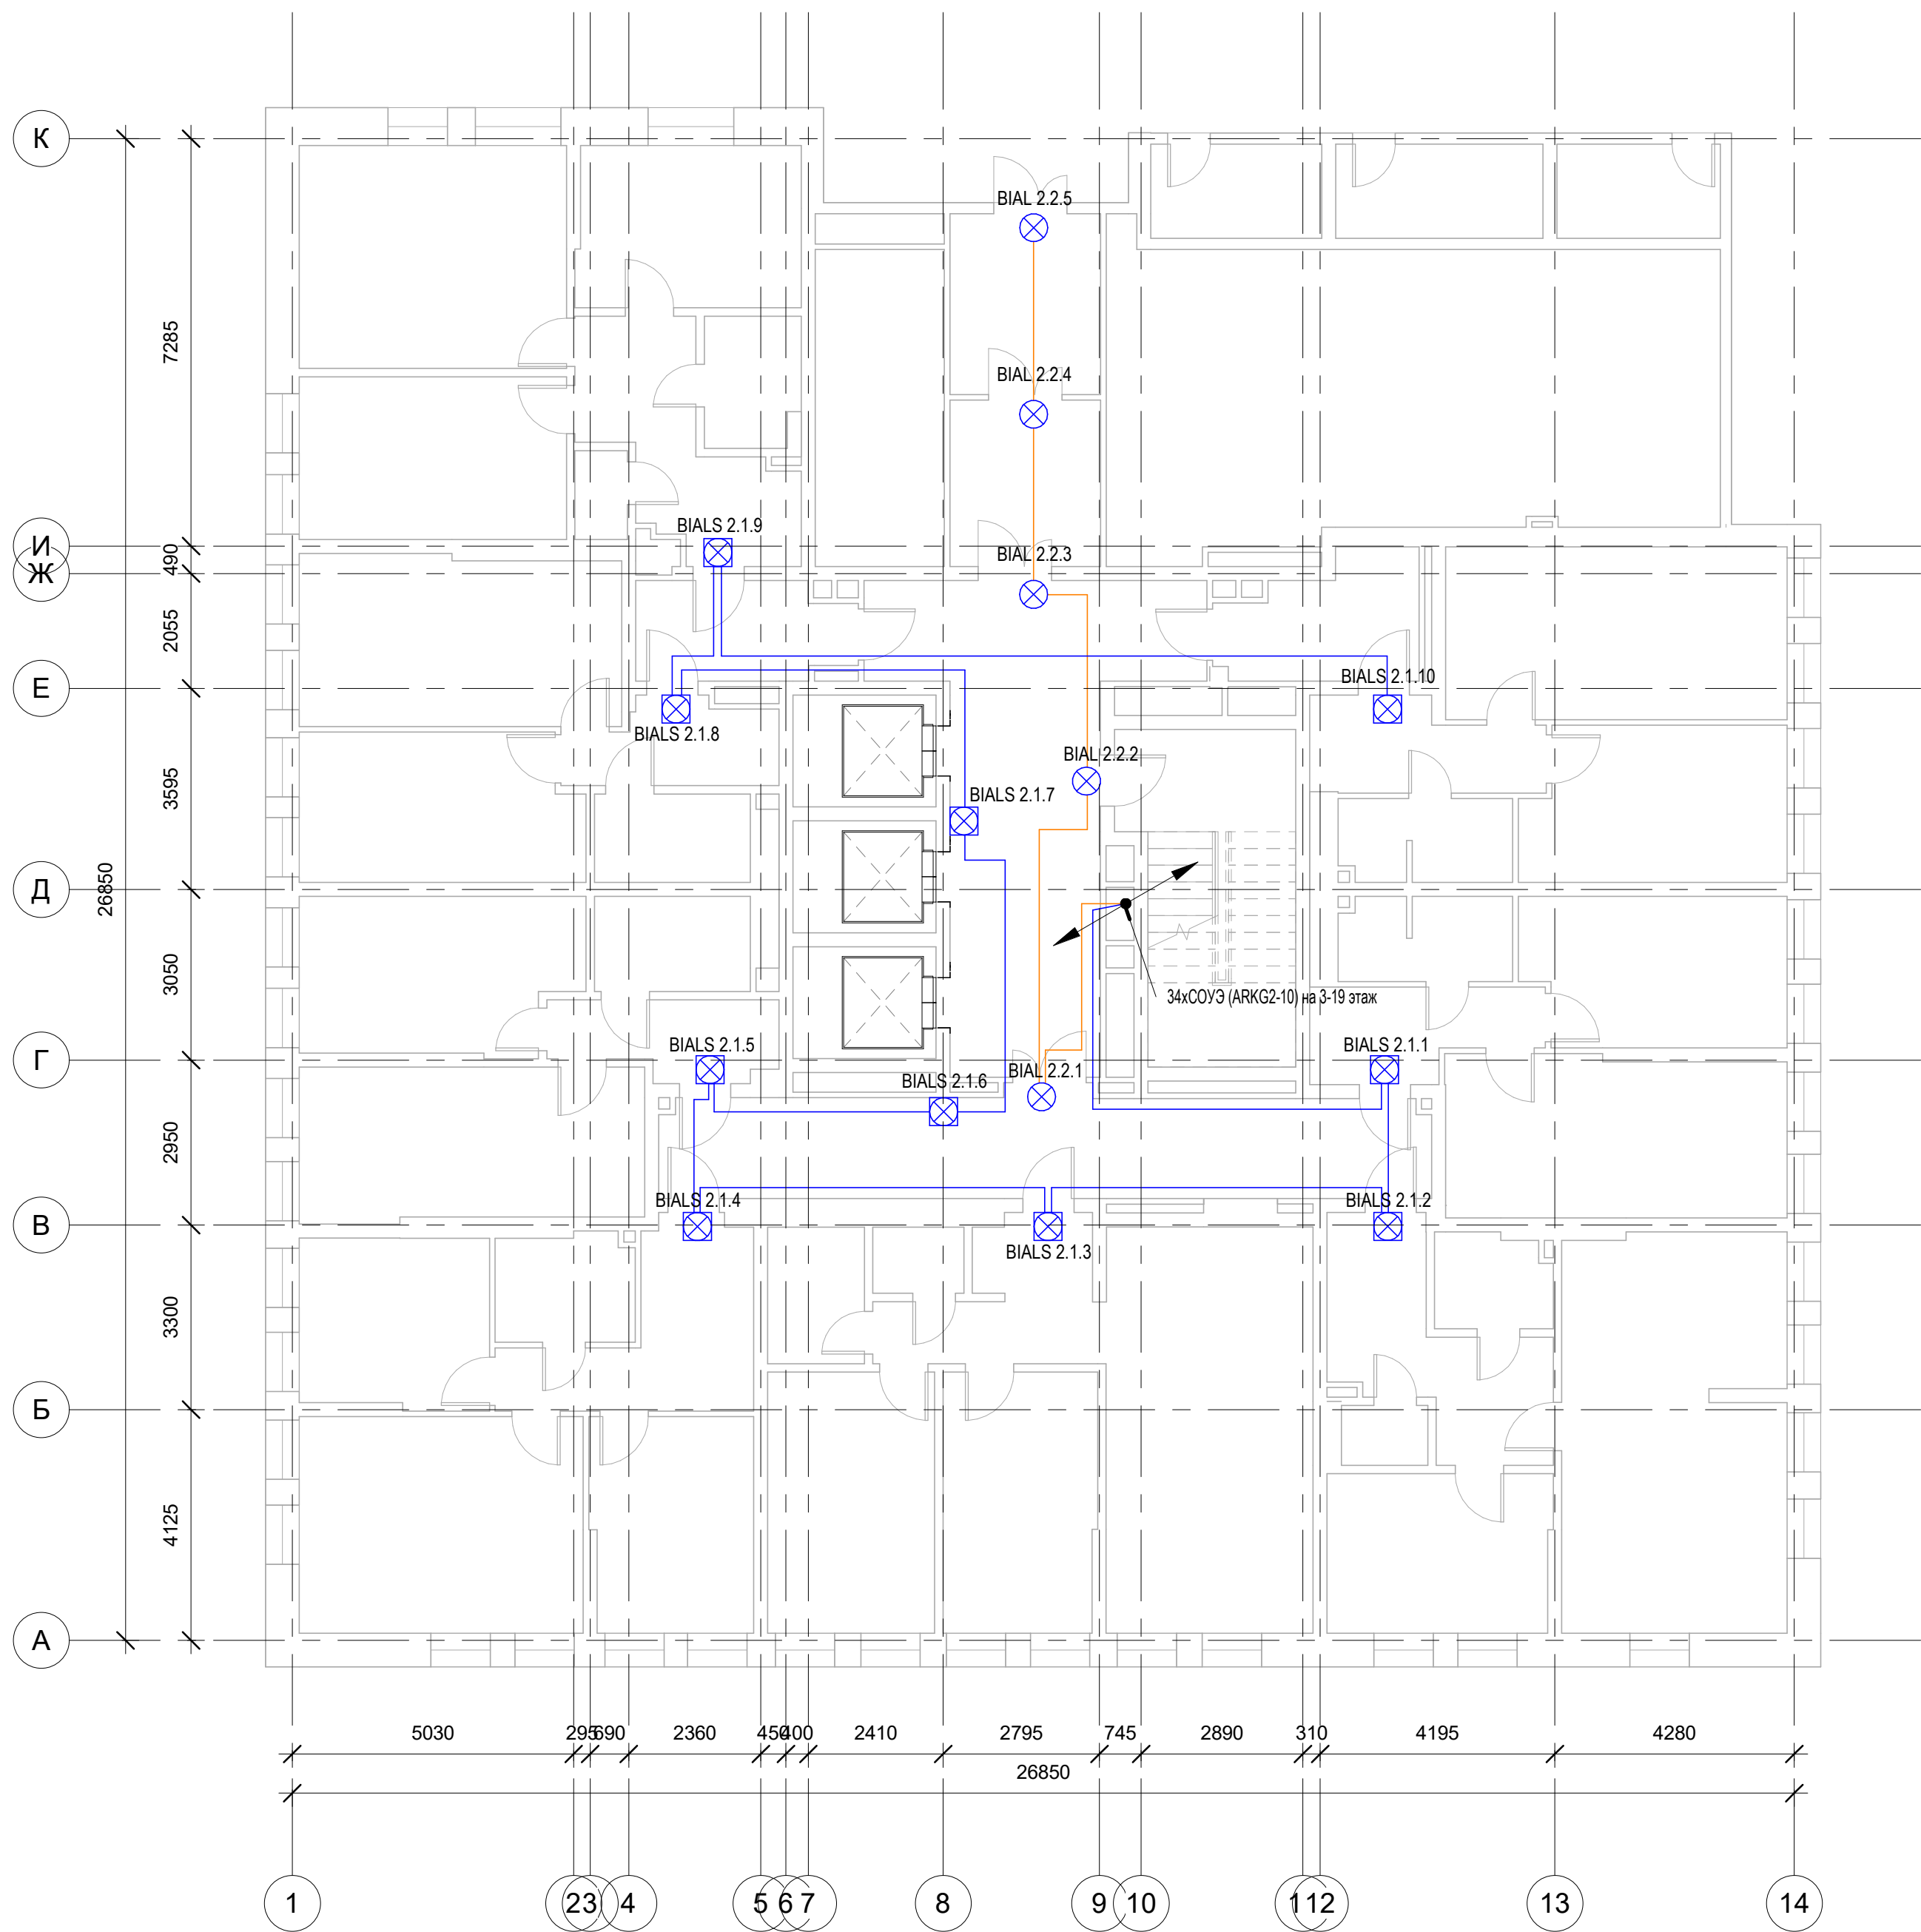 К
BIAL 2.2.5
7285
BIAL 2.2.4
BIALS 2.1.9
И
BIAL 2.2.3
490
Ж
2055
BIALS 2.1.10
Е
BIALS 2.1.8
BIAL 2.2.2
3595
BIALS 2.1.7
26850
Д
3050
34хСОУЭ (ARKG2-10) на 3-19 этаж
BIALS 2.1.5
BIALS 2.1.1
Г
BIAL 2.2.1
BIALS 2.1.6
2950
BIALS 2.1.4
BIALS 2.1.2
В
BIALS 2.1.3
3300
Б
4125
А
5030 295 690 2360 450 400 2410 2795 745 2890 310 4195 4280
26850
1 2 3 4 5 6 7 8 9 10 11 12 13 14